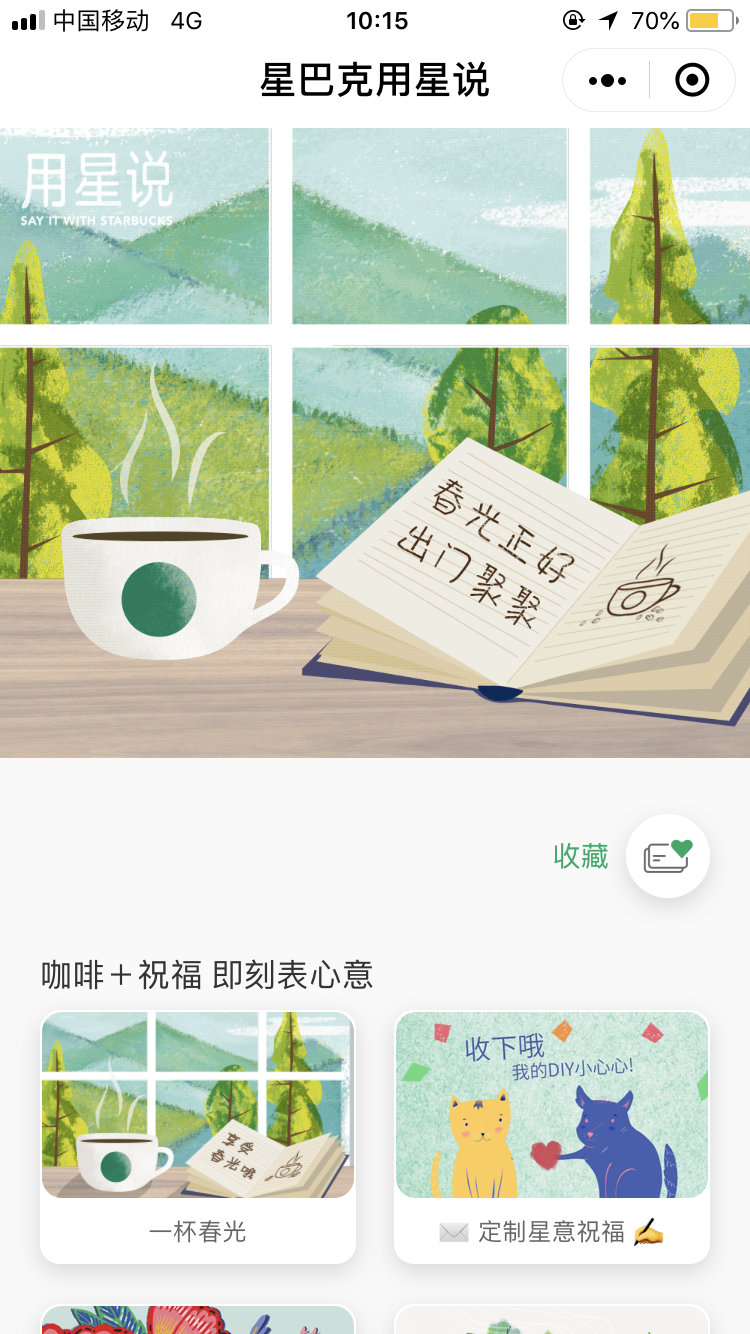 中国移动 4G 10:15 70%
星巴克用星说
用星说
SAY IT WITH STARBUCKS
春光正好
出门聚聚
收藏
咖啡＋祝福 即刻表心意
享受
春光啦
收下哦
我的DIY小心心!
一杯春光
定制星意祝福